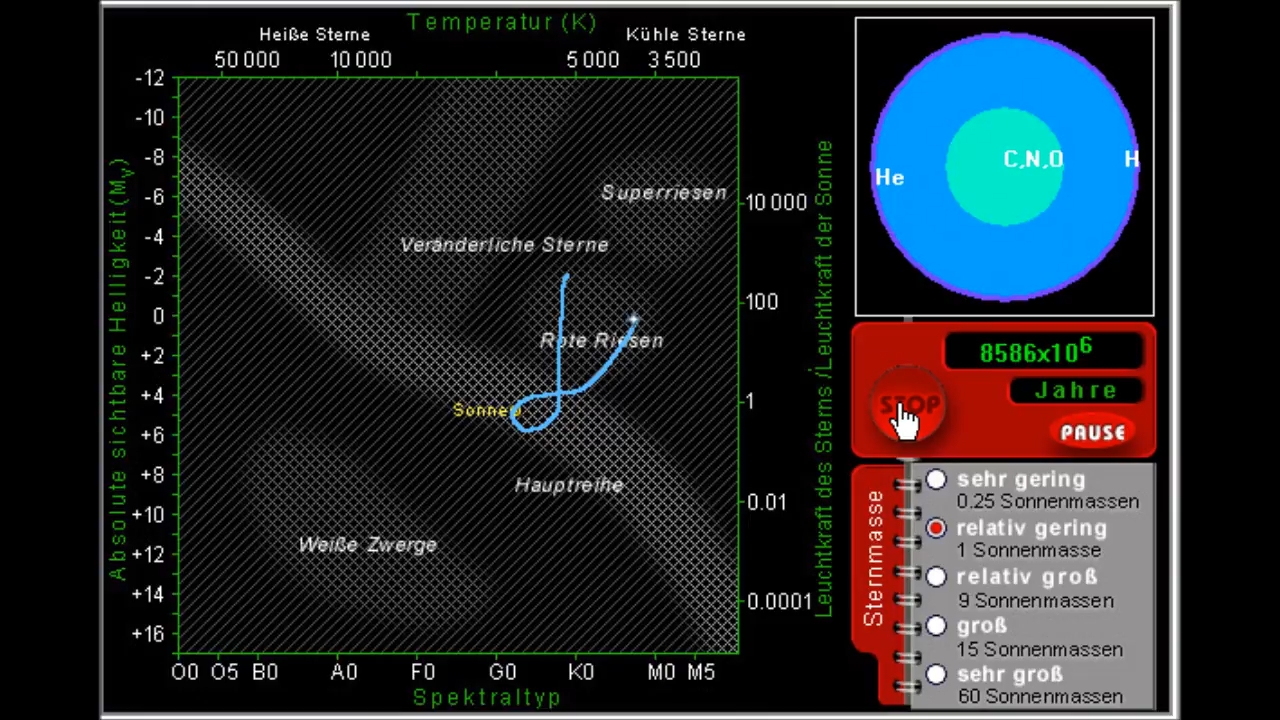 Temperatur (K)
Heiße Sterne
Kühle Sterne
50 000
10 000
5 000
3 500
Absolute sichtbare Helligkeit (Mv)
-12
-10
-8
-6
-4
-2
0
+2
+4
+6
+8
+10
+12
+14
+16
Superriesen
Veränderliche Sterne
Rote Riesen
Sonne
Hauptreihe
Weiße Zwerge
10 000
100
1
0.01
0.0001
Leuchtkraft des Sterns /Leuchtkraft der Sonne
O0 O5 B0 A0 F0 G0 K0 M0 M5
Spektraltyp
C,N,O
H
He
8586x10⁶
Jahre
STOP
PAUSE
Sternmasse
sehr gering
0.25 Sonnenmassen
relativ gering
1 Sonnenmasse
relativ groß
9 Sonnenmassen
groß
15 Sonnenmassen
sehr groß
60 Sonnenmassen